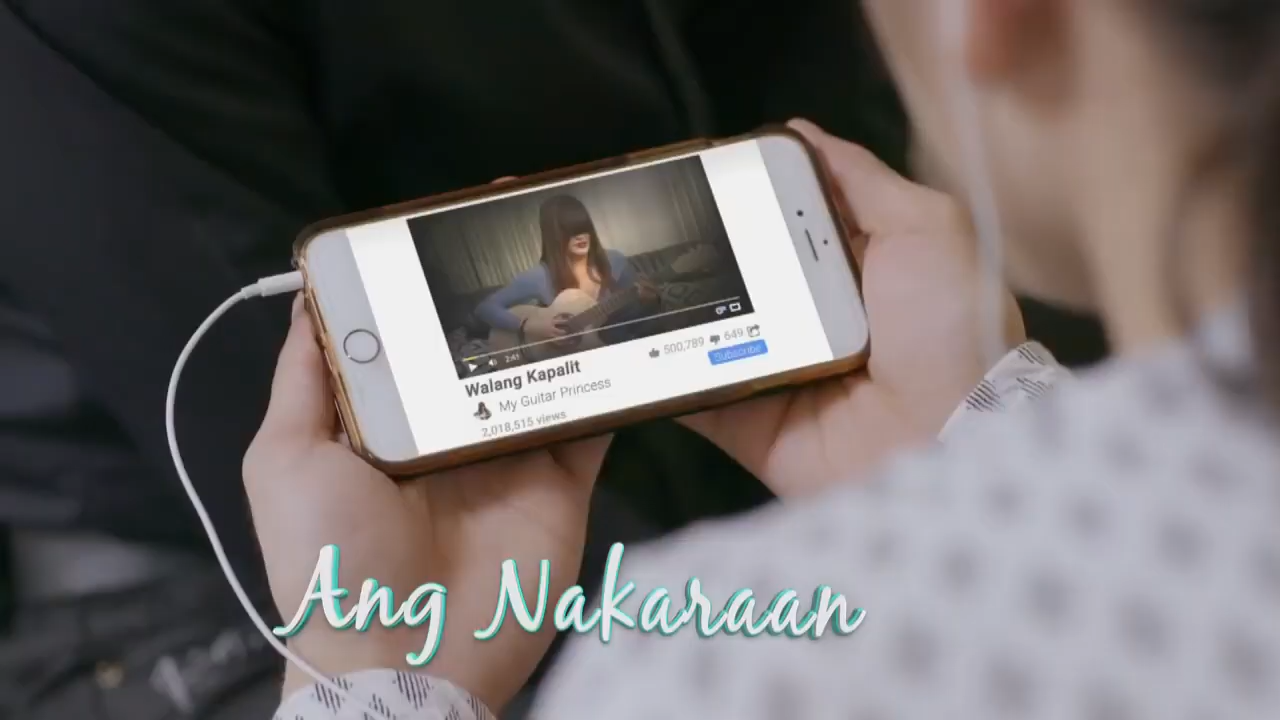 2:41
500,789 649
Subscribe
Walang Kapalit
My Guitar Princess
2,018,515 views
Ang Nakaraan